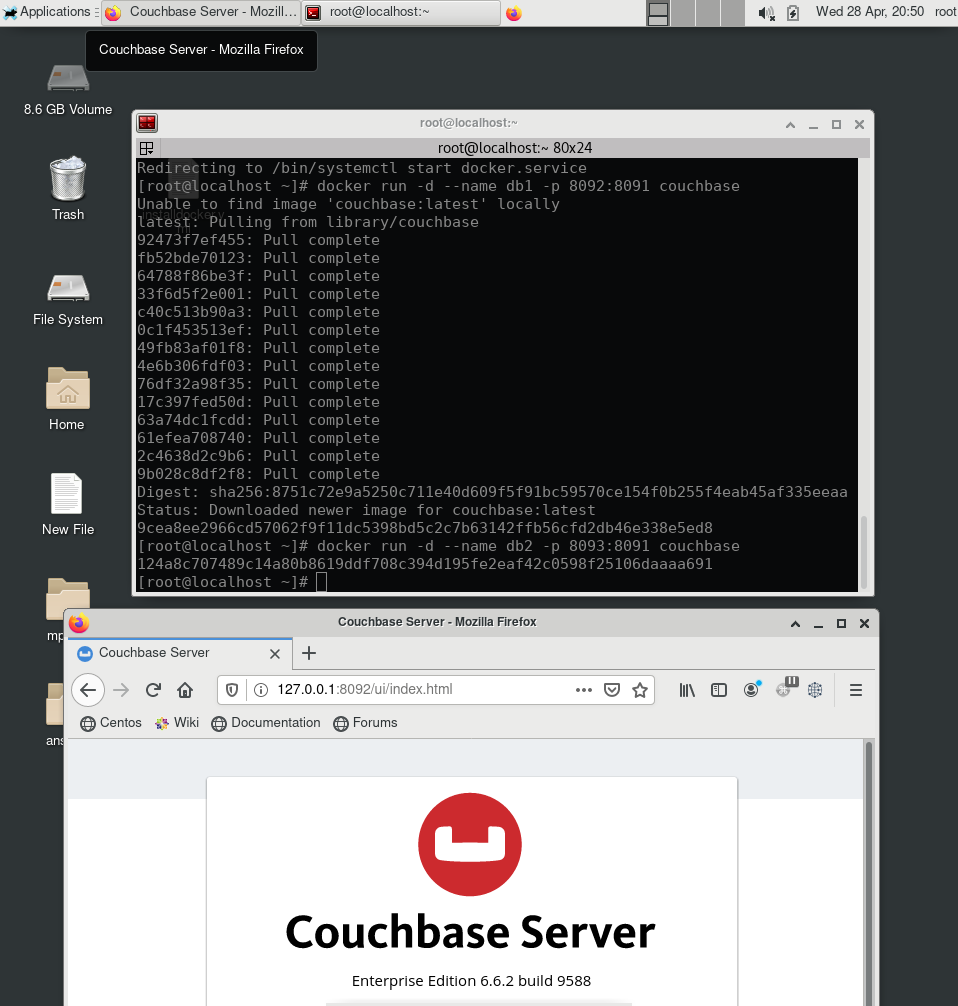 Applications
Couchbase Server - Mozill...
root@localhost:~
Wed 28 Apr, 20:50
root
Couchbase Server - Mozilla Firefox
8.6 GB Volume
Trash
File System
Home
New File
mp
ans
root@localhost:~
root@localhost:~ 80x24
Redirecting to /bin/systemctl start docker.service
[root@localhost ~]# docker run -d --name db1 -p 8092:8091 couchbase
Unable to find image 'couchbase:latest' locally
latest: Pulling from library/couchbase
92473f7ef455: Pull complete
fb52bde70123: Pull complete
64788f86be3f: Pull complete
33f6d5f2e001: Pull complete
c40c513b90a3: Pull complete
0c1f453513ef: Pull complete
49fb83af01f8: Pull complete
4e6b306fdf03: Pull complete
76df32a98f35: Pull complete
17c397fed50d: Pull complete
63a74dc1fcdd: Pull complete
61efea708740: Pull complete
2c4638d2c9b6: Pull complete
9b028c8df2f8: Pull complete
Digest: sha256:8751c72e9a5250c711e40d609f5f91bc59570ce154f0b255f4eab45af335eeaa
Status: Downloaded newer image for couchbase:latest
9cea8ee2966cd57062f9f11dc5398bd5c2c7b63142ffb56cfd2db46e338e5ed8
[root@localhost ~]# docker run -d --name db2 -p 8093:8091 couchbase
124a8c707489c14a80b8619ddf708c394d195fe2eaf42c0598f25106daaaa691
[root@localhost ~]#
Couchbase Server - Mozilla Firefox
Couchbase Server
127.0.0.1:8092/ui/index.html
Centos
Wiki
Documentation
Forums
Couchbase Server
Enterprise Edition 6.6.2 build 9588